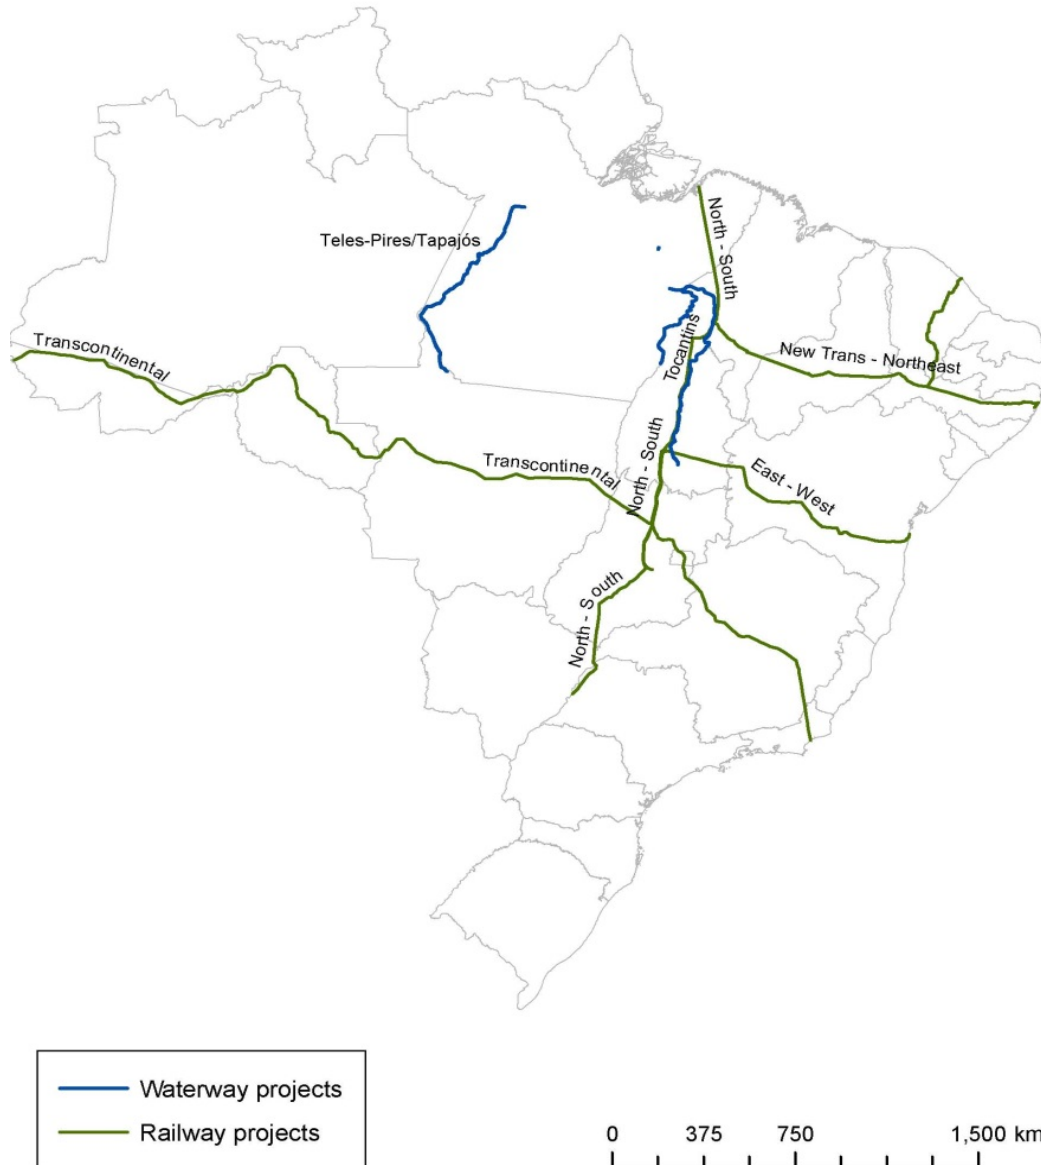 North - South
Teles-Pires/Tapajós
Transcontinental
Tocantins
New Trans - Northeast
North - South
Transcontinental
East - West
North - South
Waterway projects
Railway projects
0 375 750 1,500 km